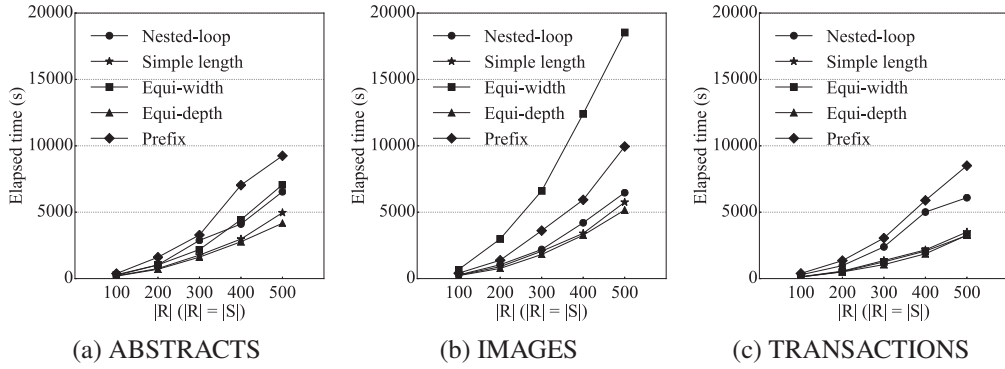 20000
15000
10000
5000
0
Elapsed time (s)
Nested-loop
Simple length
Equi-width
Equi-depth
Prefix
100 200 300 400 500
|R| (|R| = |S|)
(a) ABSTRACTS
20000
15000
10000
5000
0
Elapsed time (s)
Nested-loop
Simple length
Equi-width
Equi-depth
Prefix
100 200 300 400 500
|R| (|R| = |S|)
(b) IMAGES
20000
15000
10000
5000
0
Elapsed time (s)
Nested-loop
Simple length
Equi-width
Equi-depth
Prefix
100 200 300 400 500
|R| (|R| = |S|)
(c) TRANSACTIONS